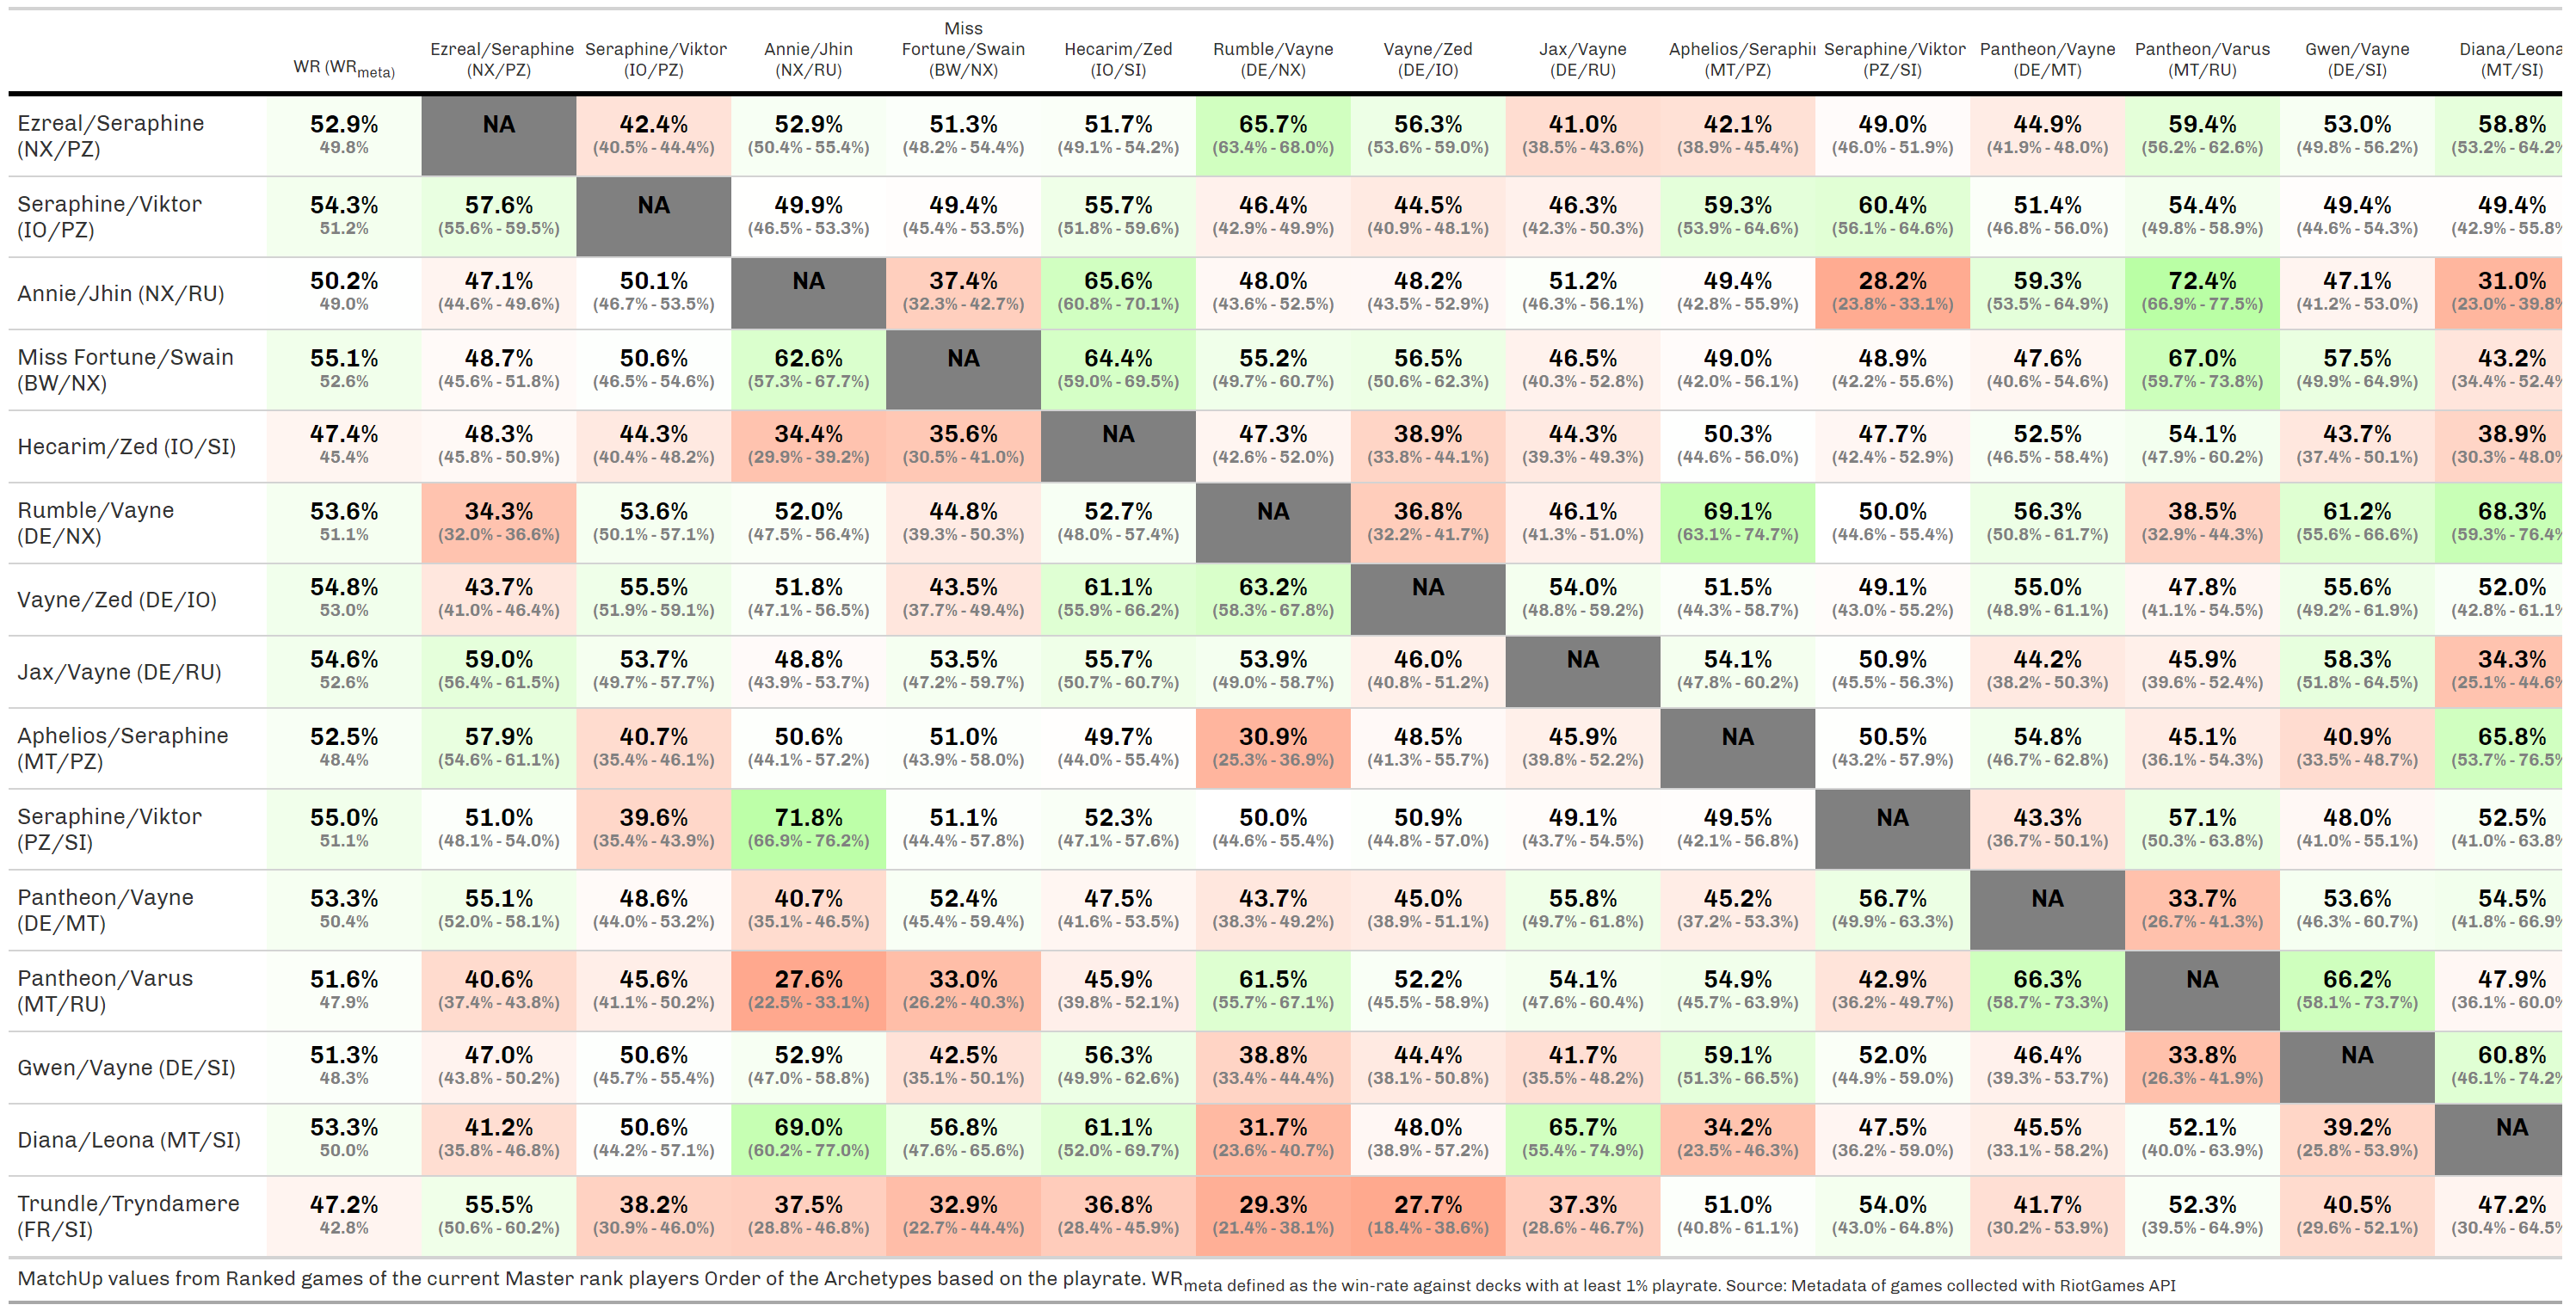 WR (WRmeta) Ezreal/Seraphine (NX/PZ) Seraphine/Viktor (IO/PZ) Annie/Jhin (NX/RU) Miss Fortune/Swain (BW/NX) Hecarim/Zed (IO/SI) Rumble/Vayne (DE/NX) Vayne/Zed (DE/IO) Jax/Vayne (DE/RU) Aphelios/Seraphi (MT/PZ) Seraphine/Viktor (PZ/SI) Pantheon/Vayne (DE/MT) Pantheon/Varus (MT/RU) Gwen/Vayne (DE/SI) Diana/Leona (MT/SI)
Ezreal/Seraphine (NX/PZ) 52.9% 49.8% NA 42.4% (40.5% - 44.4%) 52.9% (50.4% - 55.4%) 51.3% (48.2% - 54.4%) 51.7% (49.1% - 54.2%) 65.7% (63.4% - 68.0%) 56.3% (53.6% - 59.0%) 41.0% (38.5% - 43.6%) 42.1% (38.9% - 45.4%) 49.0% (46.0% - 51.9%) 44.9% (41.9% - 48.0%) 59.4% (56.2% - 62.6%) 53.0% (49.8% - 56.2%) 58.8% (53.2% - 64.2%
Seraphine/Viktor (IO/PZ) 54.3% 51.2% 57.6% (55.6% - 59.5%) NA 49.9% (46.5% - 53.3%) 49.4% (45.4% - 53.5%) 55.7% (51.8% - 59.6%) 46.4% (42.9% - 49.9%) 44.5% (40.9% - 48.1%) 46.3% (42.3% - 50.3%) 59.3% (53.9% - 64.6%) 60.4% (56.1% - 64.6%) 51.4% (46.8% - 56.0%) 54.4% (49.8% - 58.9%) 49.4% (44.6% - 54.3%) 49.4% (42.9% - 55.8%
Annie/Jhin (NX/RU) 50.2% 49.0% 47.1% (44.6% - 49.6%) 50.1% (46.7% - 53.5%) NA 37.4% (32.3% - 42.7%) 65.6% (60.8% - 70.1%) 48.0% (43.6% - 52.5%) 48.2% (43.5% - 52.9%) 51.2% (46.3% - 56.1%) 49.4% (42.8% - 55.9%) 28.2% (23.8% - 33.1%) 59.3% (53.5% - 64.9%) 72.4% (66.9% - 77.5%) 47.1% (41.2% - 53.0%) 31.0% (23.0% - 39.8%
Miss Fortune/Swain (BW/NX) 55.1% 52.6% 48.7% (45.6% - 51.8%) 50.6% (46.5% - 54.6%) 62.6% (57.3% - 67.7%) NA 64.4% (59.0% - 69.5%) 55.2% (49.7% - 60.7%) 56.5% (50.6% - 62.3%) 46.5% (40.3% - 52.8%) 49.0% (42.0% - 56.1%) 48.9% (42.2% - 55.6%) 47.6% (40.6% - 54.6%) 67.0% (59.7% - 73.8%) 57.5% (49.9% - 64.9%) 43.2% (34.4% - 52.4%
Hecarim/Zed (IO/SI) 47.4% 45.4% 48.3% (45.8% - 50.9%) 44.3% (40.4% - 48.2%) 34.4% (29.9% - 39.2%) 35.6% (30.5% - 41.0%) NA 47.3% (42.6% - 52.0%) 38.9% (33.8% - 44.1%) 44.3% (39.3% - 49.3%) 50.3% (44.6% - 56.0%) 47.7% (42.4% - 52.9%) 52.5% (46.5% - 58.4%) 54.1% (47.9% - 60.2%) 43.7% (37.4% - 50.1%) 38.9% (30.3% - 48.0%
Rumble/Vayne (DE/NX) 53.6% 51.1% 34.3% (32.0% - 36.6%) 53.6% (50.1% - 57.1%) 52.0% (47.5% - 56.4%) 44.8% (39.3% - 50.3%) 52.7% (48.0% - 57.4%) NA 36.8% (32.2% - 41.7%) 46.1% (41.3% - 51.0%) 69.1% (63.1% - 74.7%) 50.0% (44.6% - 55.4%) 56.3% (50.8% - 61.7%) 38.5% (32.9% - 44.3%) 61.2% (55.6% - 66.6%) 68.3% (59.3% - 76.4%
Vayne/Zed (DE/IO) 54.8% 53.0% 43.7% (41.0% - 46.4%) 55.5% (51.9% - 59.1%) 51.8% (47.1% - 56.5%) 43.5% (37.7% - 49.4%) 61.1% (55.9% - 66.2%) 63.2% (58.3% - 67.8%) NA 54.0% (48.8% - 59.2%) 51.5% (44.3% - 58.7%) 49.1% (43.0% - 55.2%) 55.0% (48.9% - 61.1%) 47.8% (41.1% - 54.5%) 55.6% (49.2% - 61.9%) 52.0% (42.8% - 61.1%
Jax/Vayne (DE/RU) 54.6% 52.6% 59.0% (56.4% - 61.5%) 53.7% (49.7% - 57.7%) 48.8% (43.9% - 53.7%) 53.5% (47.2% - 59.7%) 55.7% (50.7% - 60.7%) 53.9% (49.0% - 58.7%) 46.0% (40.8% - 51.2%) NA 54.1% (47.8% - 60.2%) 50.9% (45.5% - 56.3%) 44.2% (38.2% - 50.3%) 45.9% (39.6% - 52.4%) 58.3% (51.8% - 64.5%) 34.3% (25.1% - 44.6%
Aphelios/Seraphine (MT/PZ) 52.5% 48.4% 57.9% (54.6% - 61.1%) 40.7% (35.4% - 46.1%) 50.6% (44.1% - 57.2%) 51.0% (43.9% - 58.0%) 49.7% (44.0% - 55.4%) 30.9% (25.3% - 36.9%) 48.5% (41.3% - 55.7%) 45.9% (39.8% - 52.2%) NA 50.5% (43.2% - 57.9%) 54.8% (46.7% - 62.8%) 45.1% (36.1% - 54.3%) 40.9% (33.5% - 48.7%) 65.8% (53.7% - 76.5%
Seraphine/Viktor (PZ/SI) 55.0% 51.1% 51.0% (48.1% - 54.0%) 39.6% (35.4% - 43.9%) 71.8% (66.9% - 76.2%) 51.1% (44.4% - 57.8%) 52.3% (47.1% - 57.6%) 50.0% (44.6% - 55.4%) 50.9% (44.8% - 57.0%) 49.1% (43.7% - 54.5%) 49.5% (42.1% - 56.8%) NA 43.3% (36.7% - 50.1%) 57.1% (50.3% - 63.8%) 48.0% (41.0% - 55.1%) 52.5% (41.0% - 63.8%
Pantheon/Vayne (DE/MT) 53.3% 50.4% 55.1% (52.0% - 58.1%) 48.6% (44.0% - 53.2%) 40.7% (35.1% - 46.5%) 52.4% (45.4% - 59.4%) 47.5% (41.6% - 53.5%) 43.7% (38.3% - 49.2%) 45.0% (38.9% - 51.1%) 55.8% (49.7% - 61.8%) 45.2% (37.2% - 53.3%) 56.7% (49.9% - 63.3%) NA 33.7% (26.7% - 41.3%) 53.6% (46.3% - 60.7%) 54.5% (41.8% - 66.9%
Pantheon/Varus (MT/RU) 51.6% 47.9% 40.6% (37.4% - 43.8%) 45.6% (41.1% - 50.2%) 27.6% (22.5% - 33.1%) 33.0% (26.2% - 40.3%) 45.9% (39.8% - 52.1%) 61.5% (55.7% - 67.1%) 52.2% (45.5% - 58.9%) 54.1% (47.6% - 60.4%) 54.9% (45.7% - 63.9%) 42.9% (36.2% - 49.7%) 66.3% (58.7% - 73.3%) NA 66.2% (58.1% - 73.7%) 47.9% (36.1% - 60.0%
Gwen/Vayne (DE/SI) 51.3% 48.3% 47.0% (43.8% - 50.2%) 50.6% (45.7% - 55.4%) 52.9% (47.0% - 58.8%) 42.5% (35.1% - 50.1%) 56.3% (49.9% - 62.6%) 38.8% (33.4% - 44.4%) 44.4% (38.1% - 50.8%) 41.7% (35.5% - 48.2%) 59.1% (51.3% - 66.5%) 52.0% (44.9% - 59.0%) 46.4% (39.3% - 53.7%) 33.8% (26.3% - 41.9%) NA 60.8% (46.1% - 74.2%
Diana/Leona (MT/SI) 53.3% 50.0% 41.2% (35.8% - 46.8%) 50.6% (44.2% - 57.1%) 69.0% (60.2% - 77.0%) 56.8% (47.6% - 65.6%) 61.1% (52.0% - 69.7%) 31.7% (23.6% - 40.7%) 48.0% (38.9% - 57.2%) 65.7% (55.4% - 74.9%) 34.2% (23.5% - 46.3%) 47.5% (36.2% - 59.0%) 45.5% (33.1% - 58.2%) 52.1% (40.0% - 63.9%) 39.2% (25.8% - 53.9%) NA
Trundle/Tryndamere (FR/SI) 47.2% 42.8% 55.5% (50.6% - 60.2%) 38.2% (30.9% - 46.0%) 37.5% (28.8% - 46.8%) 32.9% (22.7% - 44.4%) 36.8% (28.4% - 45.9%) 29.3% (21.4% - 38.1%) 27.7% (18.4% - 38.6%) 37.3% (28.6% - 46.7%) 51.0% (40.8% - 61.1%) 54.0% (43.0% - 64.8%) 41.7% (30.2% - 53.9%) 52.3% (39.5% - 64.9%) 40.5% (29.6% - 52.1%) 47.2% (30.4% - 64.5%
MatchUp values from Ranked games of the current Master rank players Order of the Archetypes based on the playrate. WRmeta defined as the win-rate against decks with at least 1% playrate. Source: Metadata of games collected with RiotGames API